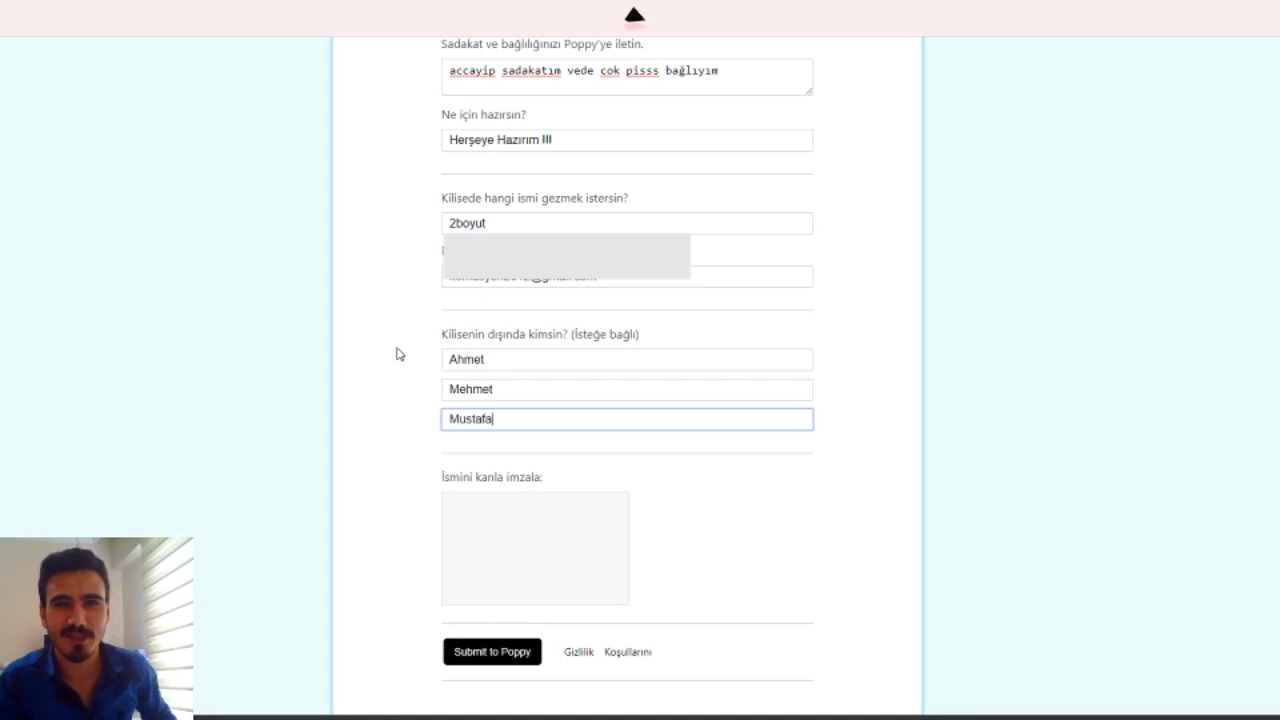 Sadakat ve bağlılığınızı Poppy'ye iletin.
accayip sadakatım vede cok pisss bağlıyım
Ne için hazırsın?
Herşeye Hazırım !!!
Kilisede hangi ismi gezmek istersin?
2boyut
Kilisenin dışında kimsin? (İsteğe bağlı)
Ahmet
Mehmet
Mustafa
İsmini kanla imzala:
Submit to Poppy Gizlilik Koşullarını